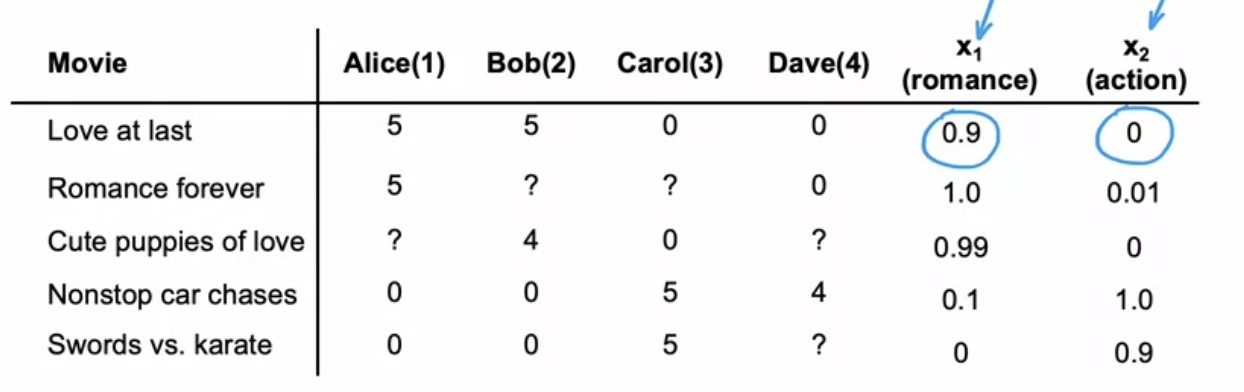 Movie Alice(1) Bob(2) Carol(3) Dave(4) x₁ (romance) x₂ (action)
Love at last 5 5 0 0 0.9 0
Romance forever 5 ? ? 0 1.0 0.01
Cute puppies of love ? 4 0 ? 0.99 0
Nonstop car chases 0 0 5 4 0.1 1.0
Swords vs. karate 0 0 5 ? 0 0.9